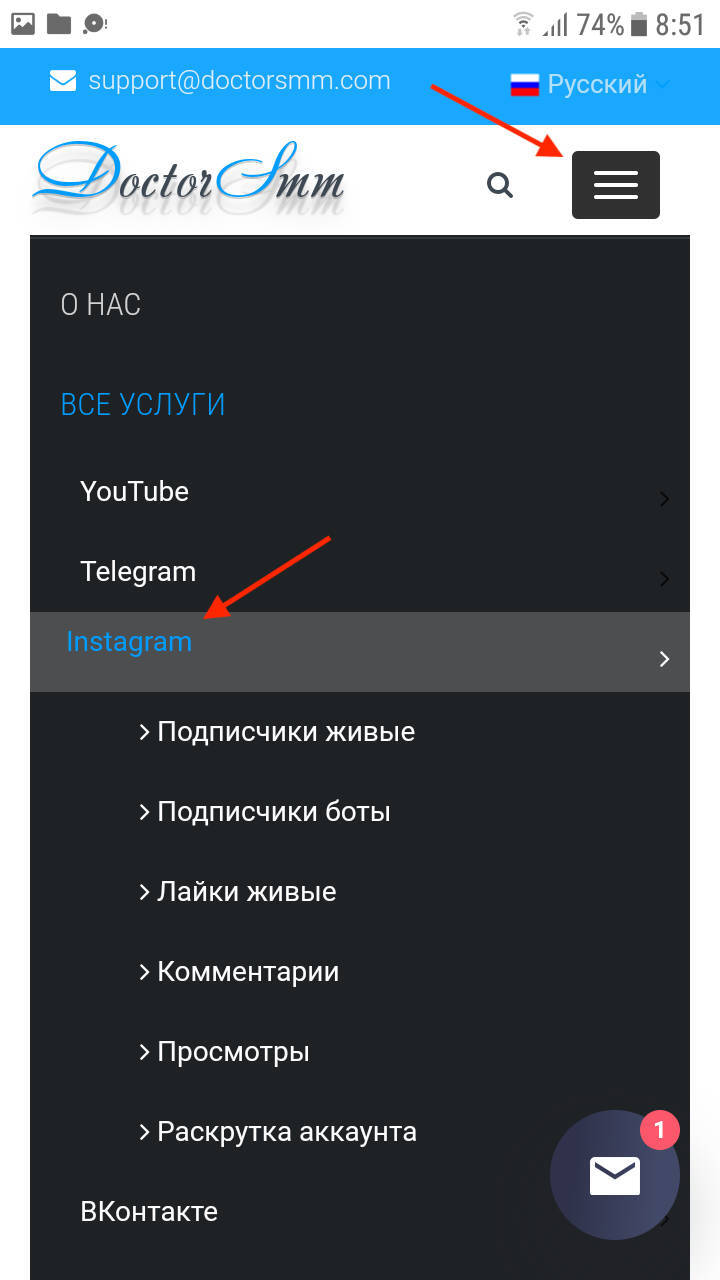 74% 8:51
support@doctorsmm.com Русский
DoctorSmm
О НАС
ВСЕ УСЛУГИ
YouTube
Telegram
Instagram
Подписчики живые
Подписчики боты
Лайки живые
Комментарии
Просмотры
Раскрутка аккаунта
1
ВКонтакте